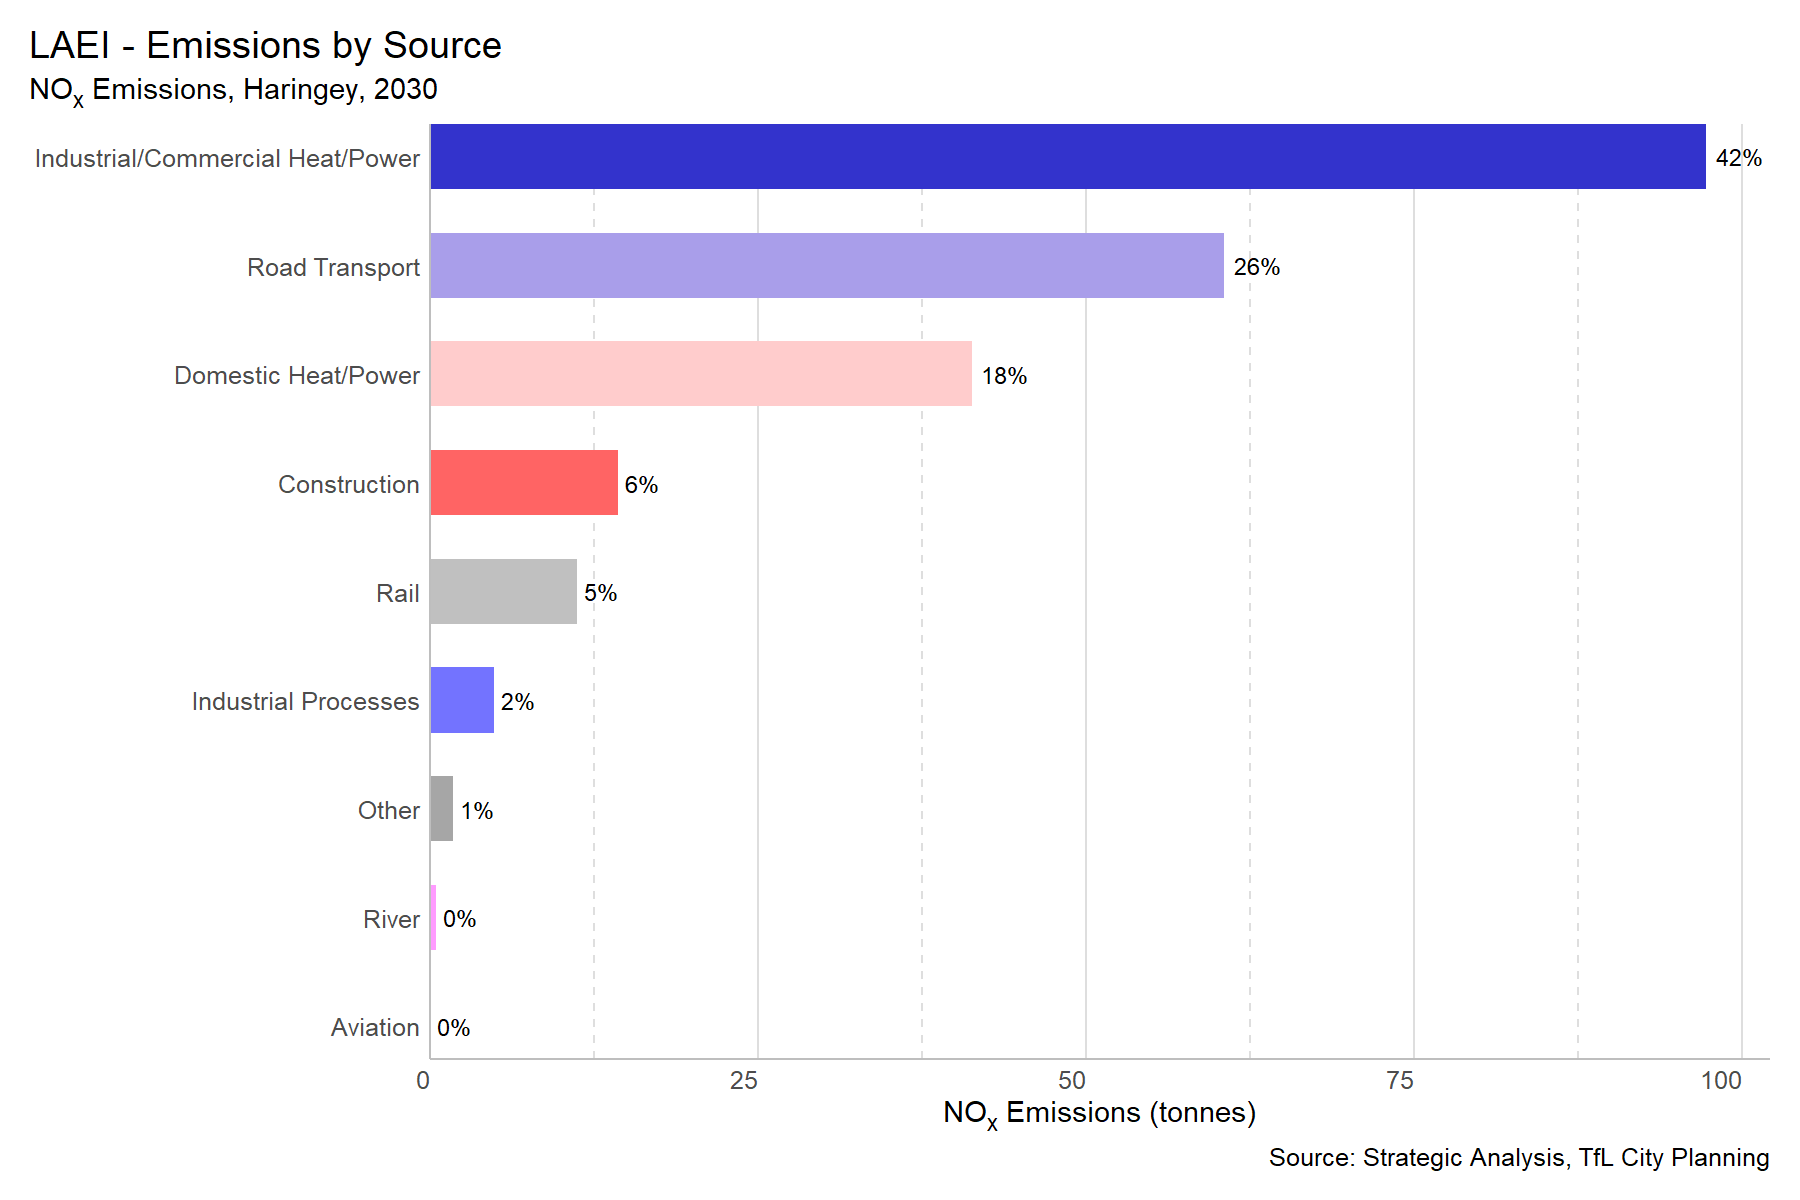 LAEI - Emissions by Source
NOx Emissions, Haringey, 2030
Industrial/Commercial Heat/Power 42%
Road Transport 26%
Domestic Heat/Power 18%
Construction 6%
Rail 5%
Industrial Processes 2%
Other 1%
River 0%
Aviation 0%
0 25 50 75 100
NOx Emissions (tonnes)
Source: Strategic Analysis, TfL City Planning